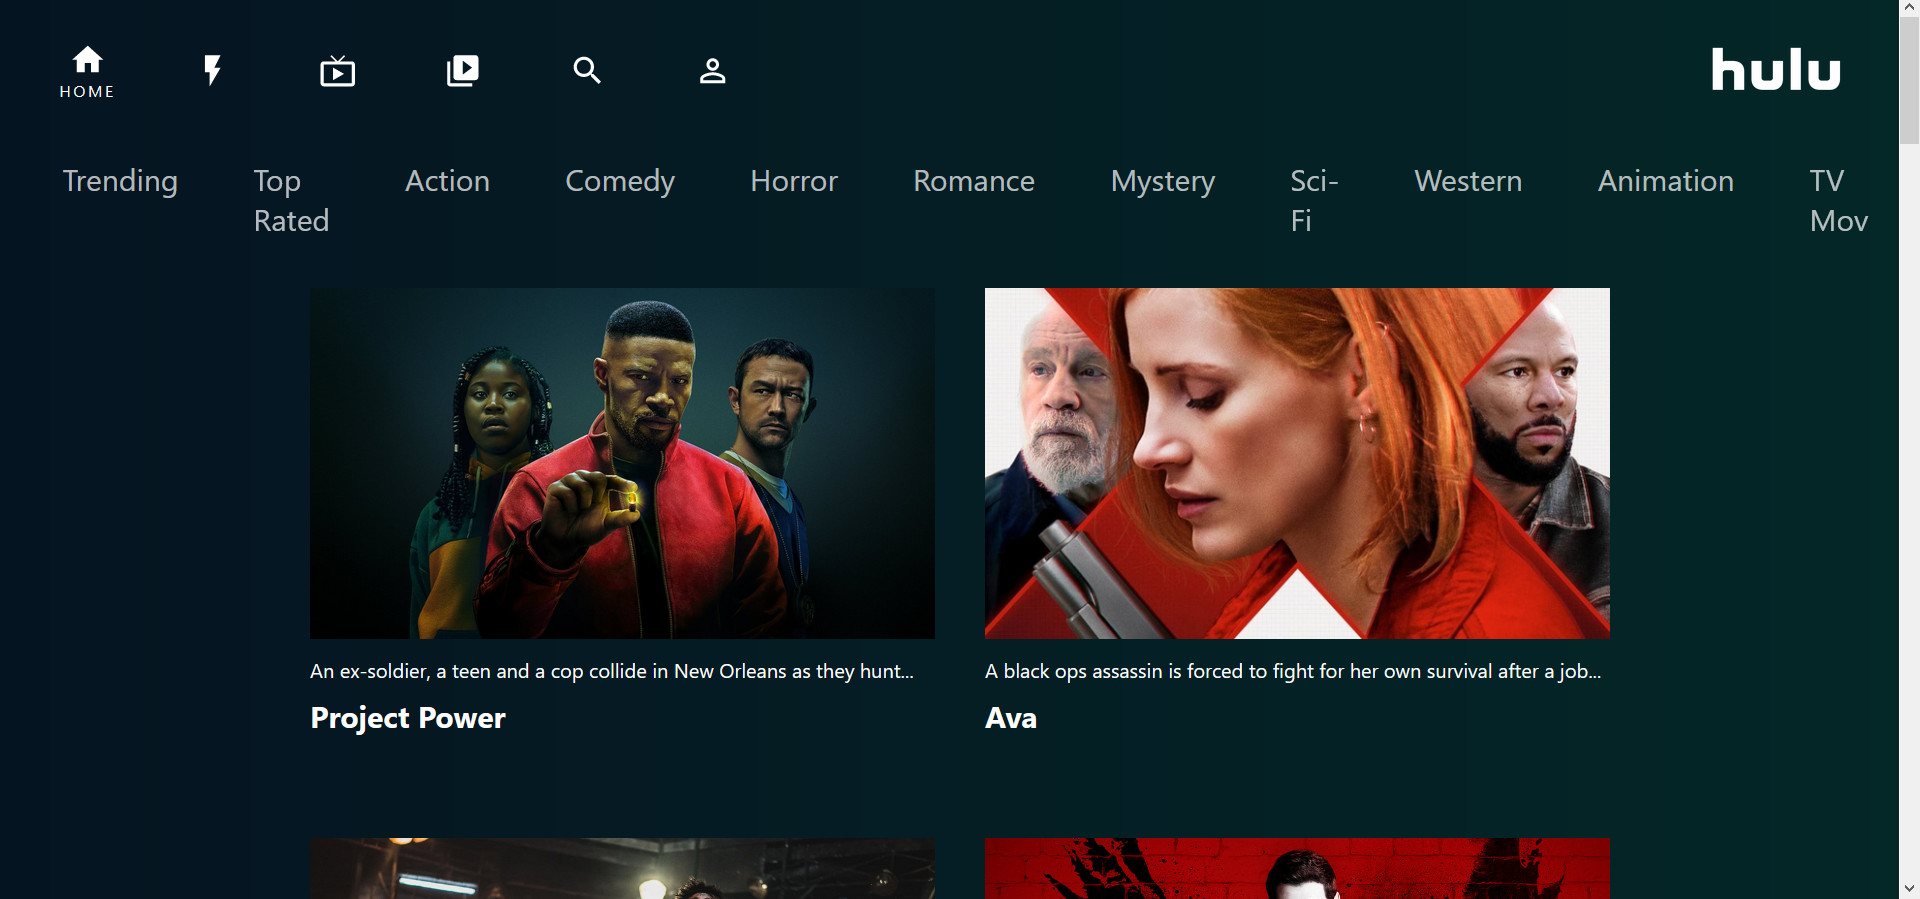 HOME
hulu
Trending
Top
Rated
Action
Comedy
Horror
Romance
Mystery
Sci-
Fi
Western
Animation
TV
Mov
An ex-soldier, a teen and a cop collide in New Orleans as they hunt...
Project Power
A black ops assassin is forced to fight for her own survival after a job...
Ava